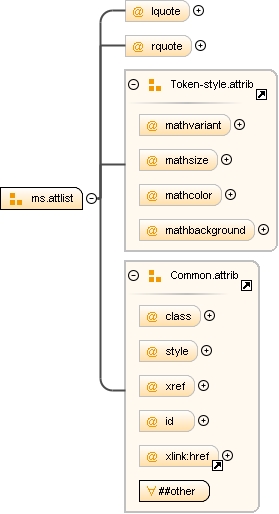 @ lquote
@ rquote
Token-style.attrib
@ mathvariant
@ mathsize
ms.attlist
@ mathcolor
@ mathbackground
Common.attrib
@ class
@ style
@ xref
@ id
@ xlink:href
∀ ##other